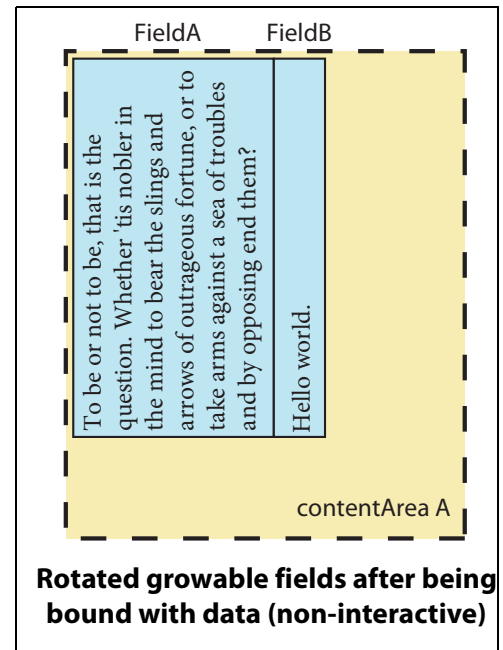 FieldA FieldB
To be or not to be, that is the
question. Whether 'tis nobler in
the mind to bear the slings and
arrows of outrageous fortune, or to
take arms against a sea of troubles
and by opposing end them?
Hello world.
contentArea A
Rotated growable fields after being
bound with data (non-interactive)